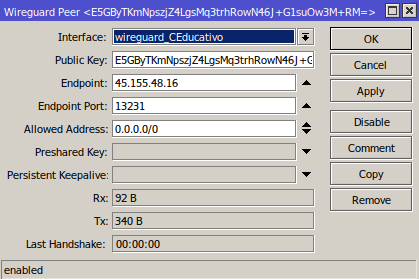 Wireguard Peer <E5GByTKmNpszjZ4LgsMq3trhRowN46J+G1suOw3M+RM=>
Interface: wireguard_CEducativo
OK
Public Key: E5GByTKmNpszjZ4LgsMq3trhRowN46J+G
Cancel
Endpoint: 45.155.48.16
Apply
Endpoint Port: 13231
Allowed Address: 0.0.0.0/0
Disable
Preshared Key:
Comment
Persistent Keepalive:
Copy
Rx: 92 B
Remove
Tx: 340 B
Last Handshake: 00:00:00
enabled